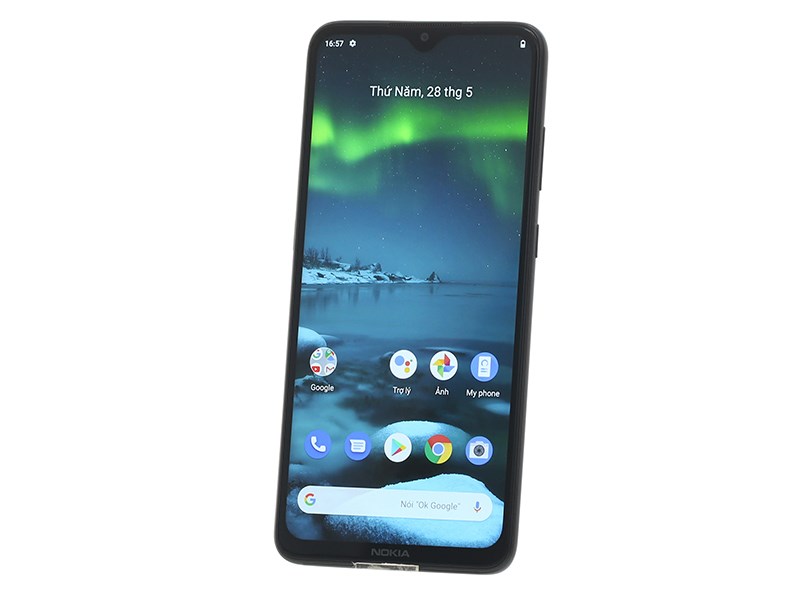 16:57
Thứ Năm, 28 thg 5
Google
Trợ lý
Ảnh
My phone
Nói "Ok Google"
NOKIA